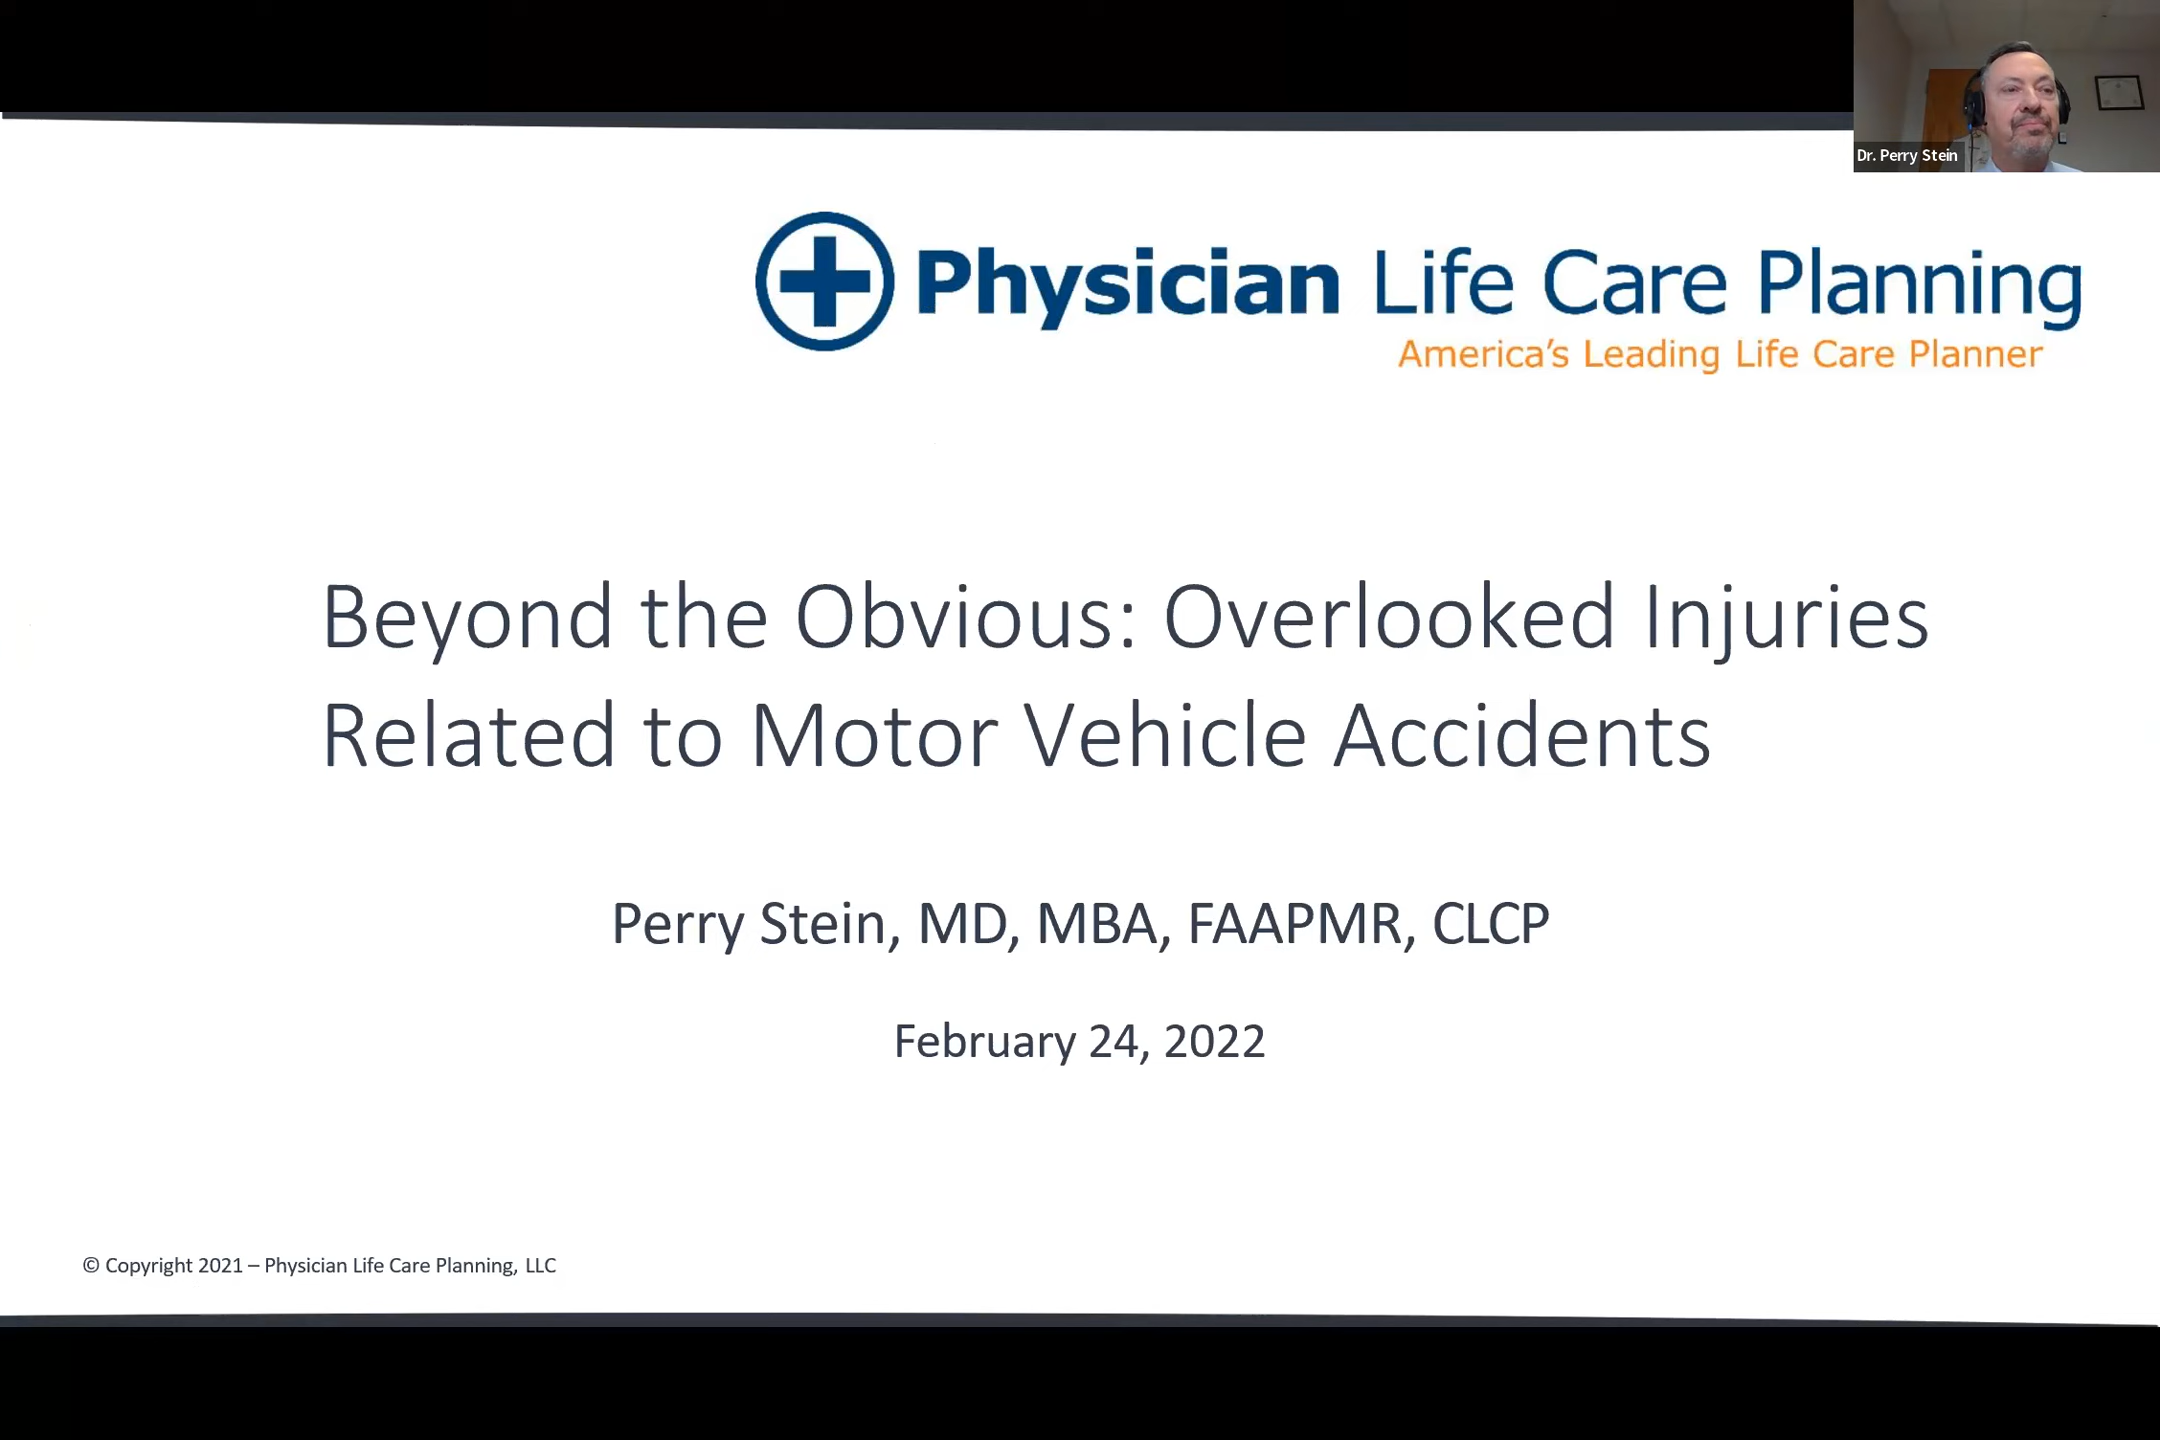 Dr. Perry Stein
Physician Life Care Planning
America's Leading Life Care Planner
Beyond the Obvious: Overlooked Injuries
Related to Motor Vehicle Accidents
Perry Stein, MD, MBA, FAAPMR, CLCP
February 24, 2022
© Copyright 2021 – Physician Life Care Planning, LLC